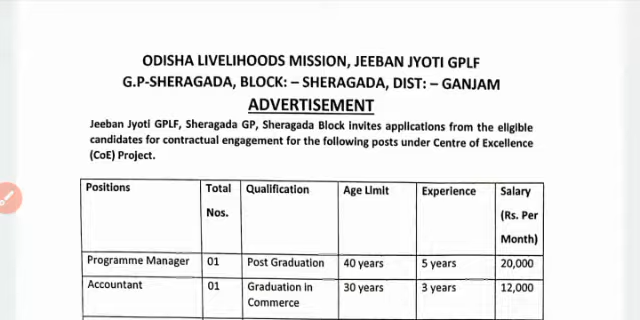 ODISHA LIVELIHOODS MISSION, JEEBAN JYOTI GPLF
G.P-SHERAGADA, BLOCK: – SHERAGADA, DIST: – GANJAM
ADVERTISEMENT
Jeeban Jyoti GPLF, Sheragada GP, Sheragada Block invites applications from the eligible
candidates for contractual engagement for the following posts under Centre of Excellence
(CoE) Project.
Positions Total Nos. Qualification Age Limit Experience Salary (Rs. Per Month)
Programme Manager 01 Post Graduation 40 years 5 years 20,000
Accountant 01 Graduation in Commerce 30 years 3 years 12,000